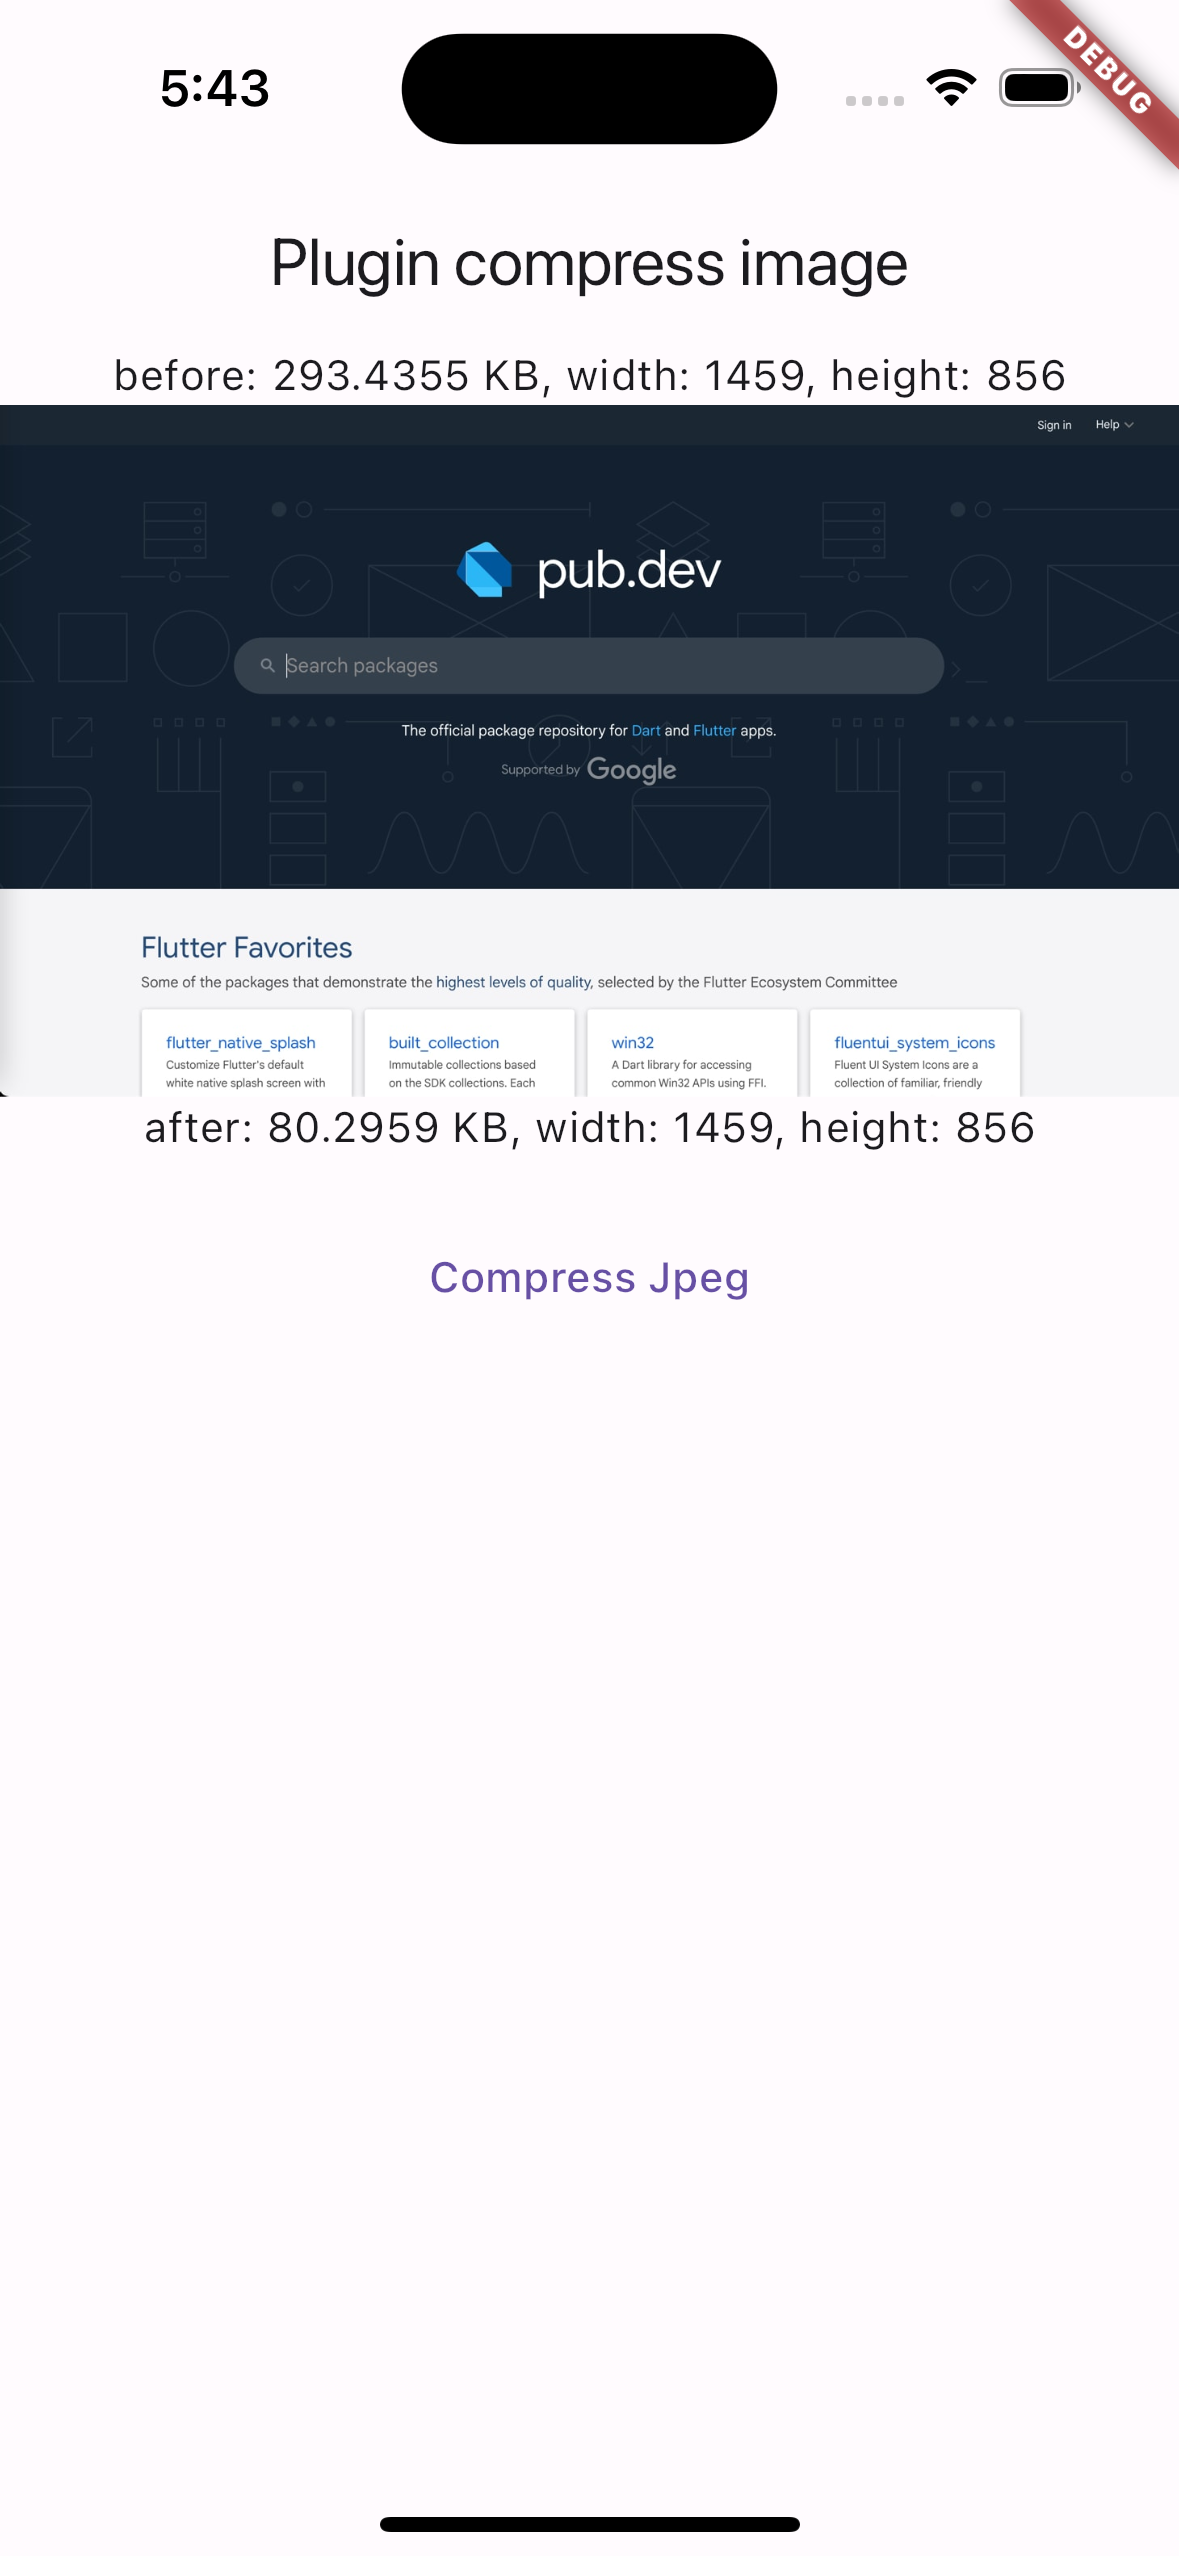 5:43
DEBUG
Plugin compress image
before: 293.4355 KB, width: 1459, height: 856
Sign in Help
pub.dev
Search packages
The official package repository for Dart and Flutter apps.
Supported by Google
Flutter Favorites
Some of the packages that demonstrate the highest levels of quality, selected by the Flutter Ecosystem Committee
flutter_native_splash built_collection win32 fluentui_system_icons
Customize Flutter's default Immutable collections based A Dart library for accessing Fluent UI System Icons are a
white native splash screen with on the SDK collections. Each common Win32 APIs using FFI. collection of familiar, friendly
after: 80.2959 KB, width: 1459, height: 856
Compress Jpeg